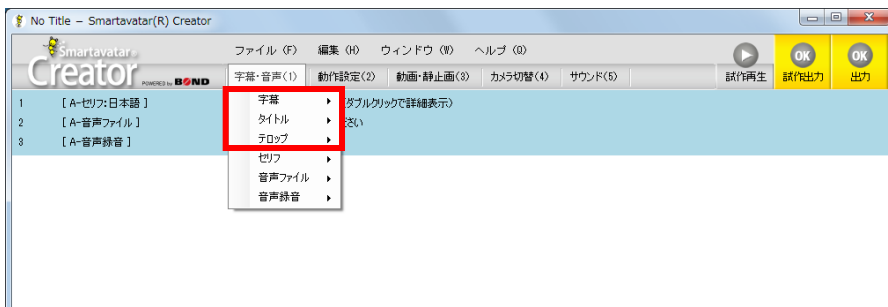 No Title – Smartavatar(R) Creator
Smartavatar
Creator POWERED by BOND
ファイル (F) 編集 (H) ウィンドウ (W) ヘルプ (Q)
字幕・音声(1) 動作設定(2) 動画・静止画(3) カメラ切替(4) サウンド(5)
OK OK
試作再生 試作出力 出力
1 [ A-セリフ:日本語 ] ダブルクリックで詳細表示)
2 [ A-音声ファイル ] ださい
3 [ A-音声録音 ]
字幕
タイトル
テロップ
セリフ
音声ファイル
音声録音